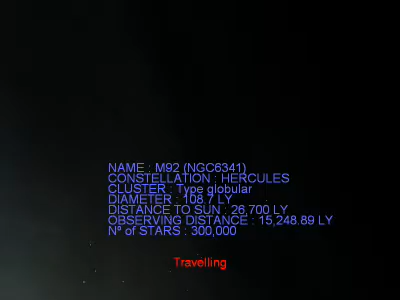 NAME : M92 (NGC6341)
CONSTELLATION : HERCULES
CLUSTER : Type globular
DIAMETER : 108.7 LY
DISTANCE TO SUN : 26,700 LY
OBSERVING DISTANCE : 15,248.89 LY
Nº of STARS : 300,000
Travelling